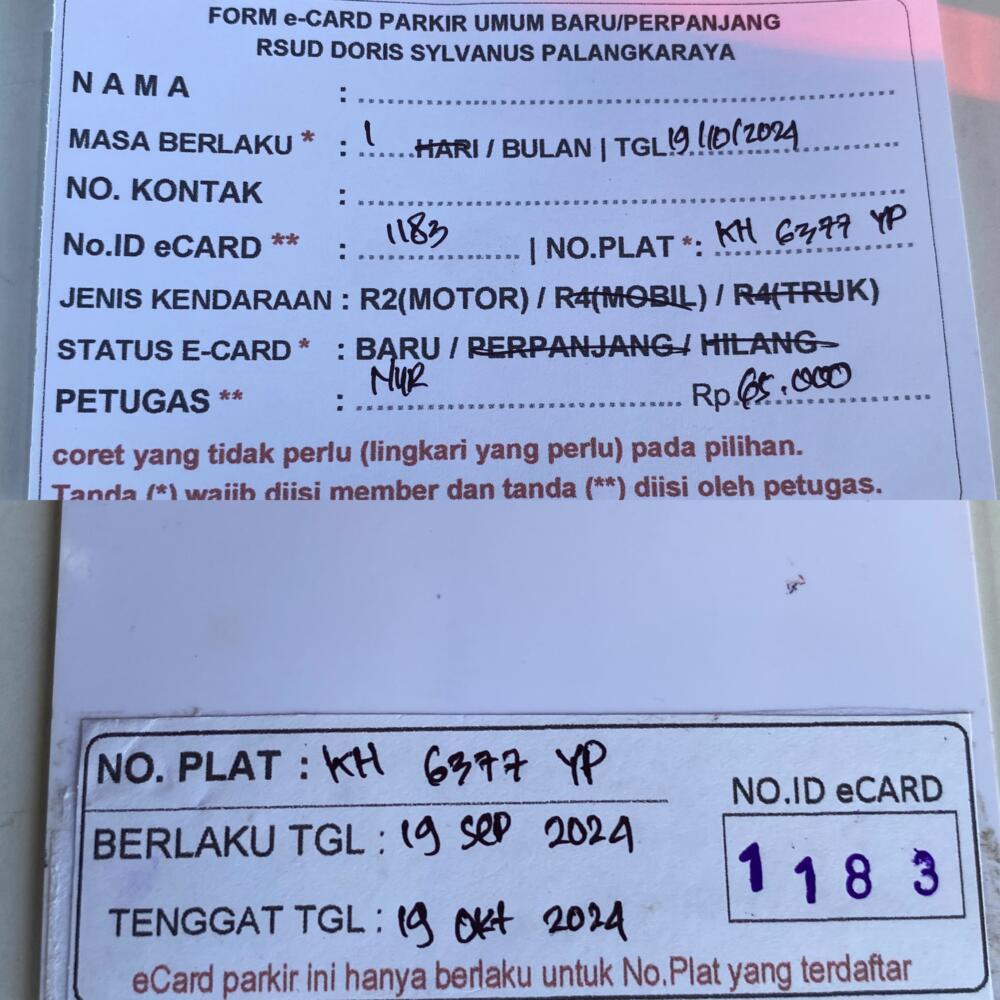 FORM e-CARD PARKIR UMUM BARU/PERPANJANG
RSUD DORIS SYLVANUS PALANGKARAYA
NAMA :
MASA BERLAKU * : 1 HARI / BULAN | TGL. 19/10/2024
NO. KONTAK :
No.ID eCARD ** : 1183 | NO.PLAT *: KH 6377 YP
JENIS KENDARAAN : R2(MOTOR) / R4(MOBIL) / R4(TRUK)
STATUS E-CARD * : BARU / PERPANJANG / HILANG
PETUGAS ** : NUR Rp. 65.000
coret yang tidak perlu (lingkari yang perlu) pada pilihan.
Tanda (*) wajib diisi member dan tanda (**) diisi oleh petugas.
NO. PLAT : KH 6377 YP
BERLAKU TGL : 19 SEP 2024
TENGGAT TGL : 19 OKt 2024
NO.ID eCARD
1183
eCard parkir ini hanya berlaku untuk No.Plat yang terdaftar